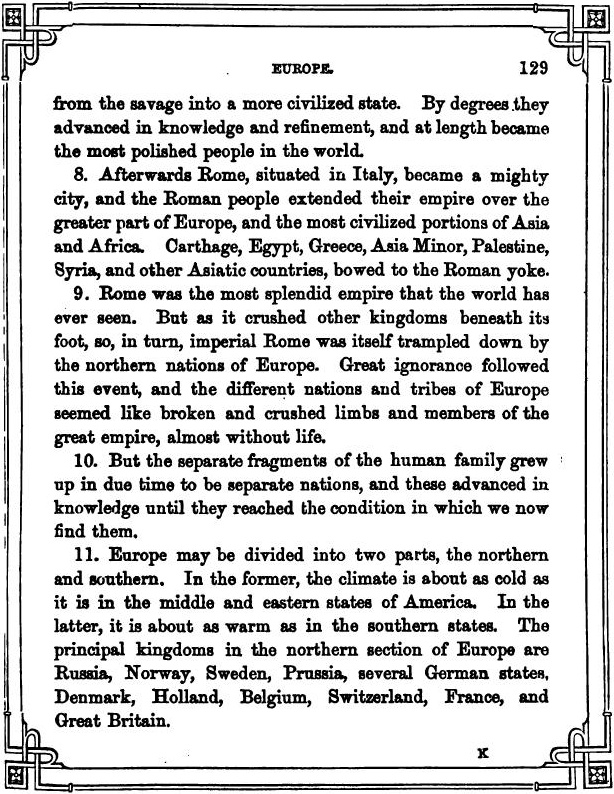 EUROPE. 129
from the savage into a more civilized state. By degrees they
advanced in knowledge and refinement, and at length became
the most polished people in the world.
8. Afterwards Rome, situated in Italy, became a mighty
city, and the Roman people extended their empire over the
greater part of Europe, and the most civilized portions of Asia
and Africa. Carthage, Egypt, Greece, Asia Minor, Palestine,
Syria, and other Asiatic countries, bowed to the Roman yoke.
9. Rome was the most splendid empire that the world has
ever seen. But as it crushed other kingdoms beneath its
foot, so, in turn, imperial Rome was itself trampled down by
the northern nations of Europe. Great ignorance followed
this event, and the different nations and tribes of Europe
seemed like broken and crushed limbs and members of the
great empire, almost without life.
10. But the separate fragments of the human family grew
up in due time to be separate nations, and these advanced in
knowledge until they reached the condition in which we now
find them.
11. Europe may be divided into two parts, the northern
and southern. In the former, the climate is about as cold as
it is in the middle and eastern states of America. In the
latter, it is about as warm as in the southern states. The
principal kingdoms in the northern section of Europe are
Russia, Norway, Sweden, Prussia, several German states,
Denmark, Holland, Belgium, Switzerland, France, and
Great Britain.
K